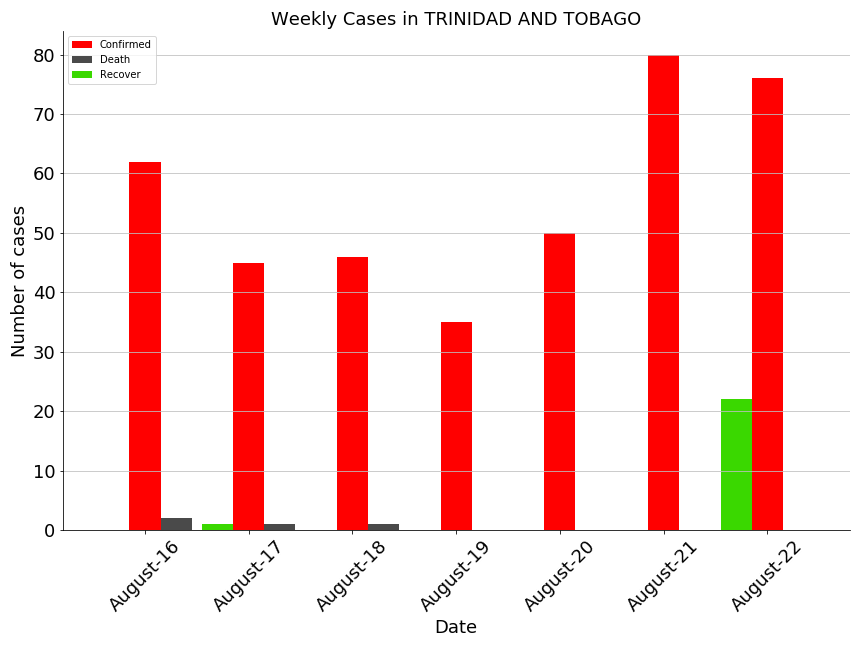 Weekly Cases in TRINIDAD AND TOBAGO
Confirmed
Death
Recover
80
70
60
50
40
30
20
10
0
Number of cases
August-16
August-17
August-18
August-19
August-20
August-21
August-22
Date